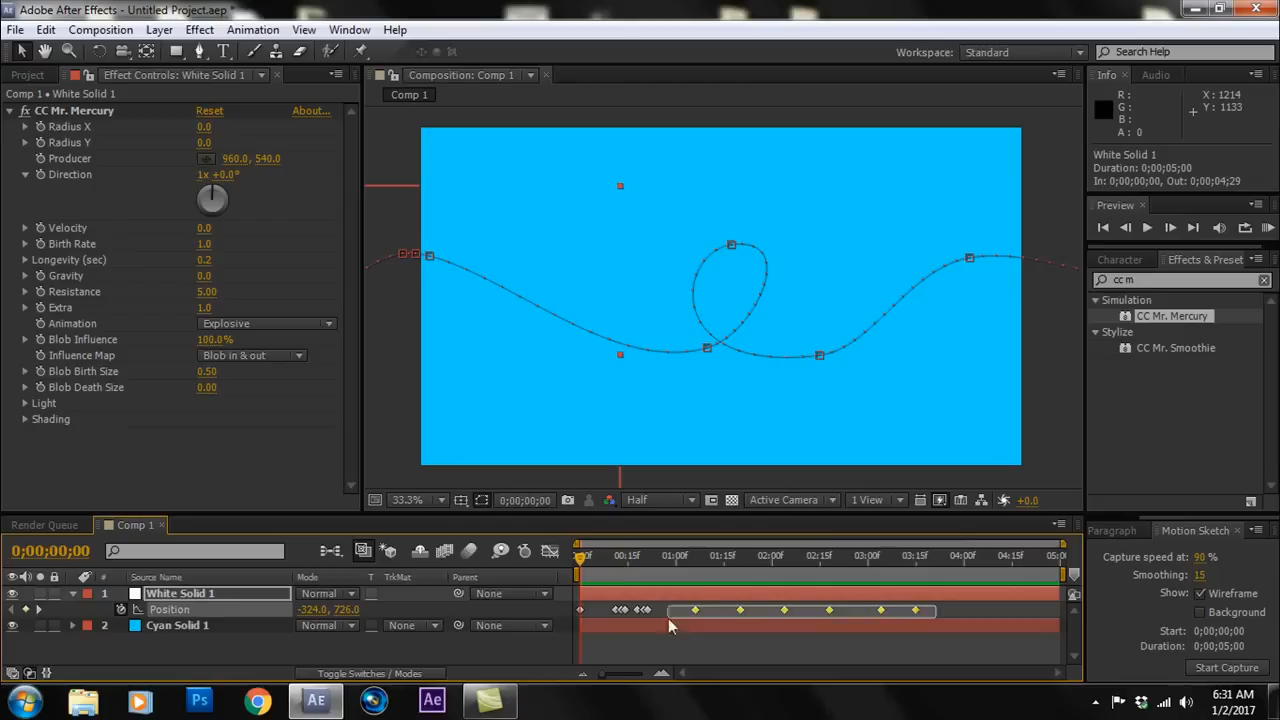 Adobe After Effects - Untitled Project.aep *
File Edit Composition Layer Effect Animation View Window Help
Workspace: Standard
Search Help
Project
Effect Controls: White Solid 1
Comp 1 • White Solid 1
fx CC Mr. Mercury Reset About...
Radius X 0.0
Radius Y 0.0
Producer 960.0, 540.0
Direction 1x +0.0°
Velocity 0.0
Birth Rate 1.0
Longevity (sec) 0.2
Gravity 0.0
Resistance 5.00
Extra 1.0
Animation Explosive
Blob Influence 100.0%
Influence Map Blob in & out
Blob Birth Size 0.50
Blob Death Size 0.00
Light
Shading
Composition: Comp 1
Comp 1
33.3% 0;00;00;00 Half Active Camera 1 View +0.0
Info Audio
R : X : 1214
G : Y : 1133
B :
A : 0
White Solid 1
Duration: 0;00;05;00
In: 0;00;00;00, Out: 0;00;04;29
Preview
Character Effects & Preset
cc m
Simulation
CC Mr. Mercury
Stylize
CC Mr. Smoothie
Render Queue Comp 1
0;00;00;00
# Source Name Mode T TrkMat Parent
00f 00:15f 01:00f 01:15f 02:00f 02:15f 03:00f 03:15f 04:00f 04:15f 05:00
1 White Solid 1 Normal None
Position -324.0, 726.0
2 Cyan Solid 1 Normal None None
Toggle Switches / Modes
Paragraph Motion Sketch
Capture speed at: 90 %
Smoothing: 15
Show: Wireframe
Background
Start: 0;00;00;00
Duration: 0;00;05;00
Start Capture
Ps Ae Ae
6:31 AM
1/2/2017